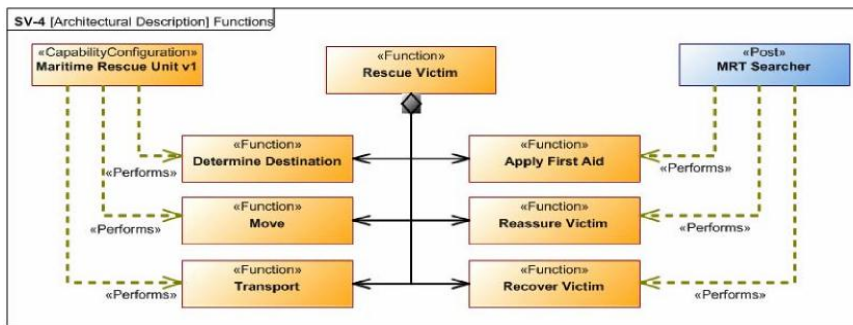 SV-4 [Architectural Description] Functions
«CapabilityConfiguration»
Maritime Rescue Unit v1
«Function»
Rescue Victim
«Post»
MRT Searcher
«Function»
Determine Destination
«Function»
Apply First Aid
«Performs»
«Performs»
«Function»
Move
«Function»
Reassure Victim
«Performs»
«Performs»
«Function»
Transport
«Function»
Recover Victim
«Performs»
«Performs»